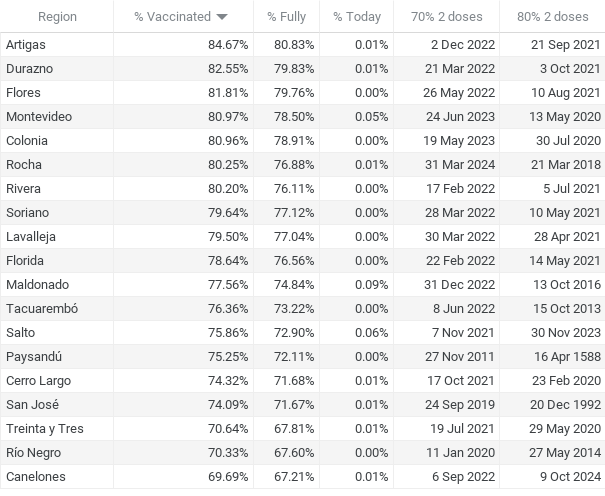 Region % Vaccinated % Fully % Today 70% 2 doses 80% 2 doses
Artigas 84.67% 80.83% 0.01% 2 Dec 2022 21 Sep 2021
Durazno 82.55% 79.83% 0.01% 21 Mar 2022 3 Oct 2021
Flores 81.81% 79.76% 0.00% 26 May 2022 10 Aug 2021
Montevideo 80.97% 78.50% 0.05% 24 Jun 2023 13 May 2020
Colonia 80.96% 78.91% 0.00% 19 May 2023 30 Jul 2020
Rocha 80.25% 76.88% 0.01% 31 Mar 2024 21 Mar 2018
Rivera 80.20% 76.11% 0.00% 17 Feb 2022 5 Jul 2021
Soriano 79.64% 77.12% 0.00% 28 Mar 2022 10 May 2021
Lavalleja 79.50% 77.04% 0.00% 30 Mar 2022 28 Apr 2021
Florida 78.64% 76.56% 0.00% 22 Feb 2022 14 May 2021
Maldonado 77.56% 74.84% 0.09% 31 Dec 2022 13 Oct 2016
Tacuarembó 76.36% 73.22% 0.00% 8 Jun 2022 15 Oct 2013
Salto 75.86% 72.90% 0.06% 7 Nov 2021 30 Nov 2023
Paysandú 75.25% 72.11% 0.00% 27 Nov 2011 16 Apr 1588
Cerro Largo 74.32% 71.68% 0.01% 17 Oct 2021 23 Feb 2020
San José 74.09% 71.67% 0.01% 24 Sep 2019 20 Dec 1992
Treinta y Tres 70.64% 67.81% 0.01% 19 Jul 2021 29 May 2020
Río Negro 70.33% 67.60% 0.00% 11 Jan 2020 27 May 2014
Canelones 69.69% 67.21% 0.01% 6 Sep 2022 9 Oct 2024